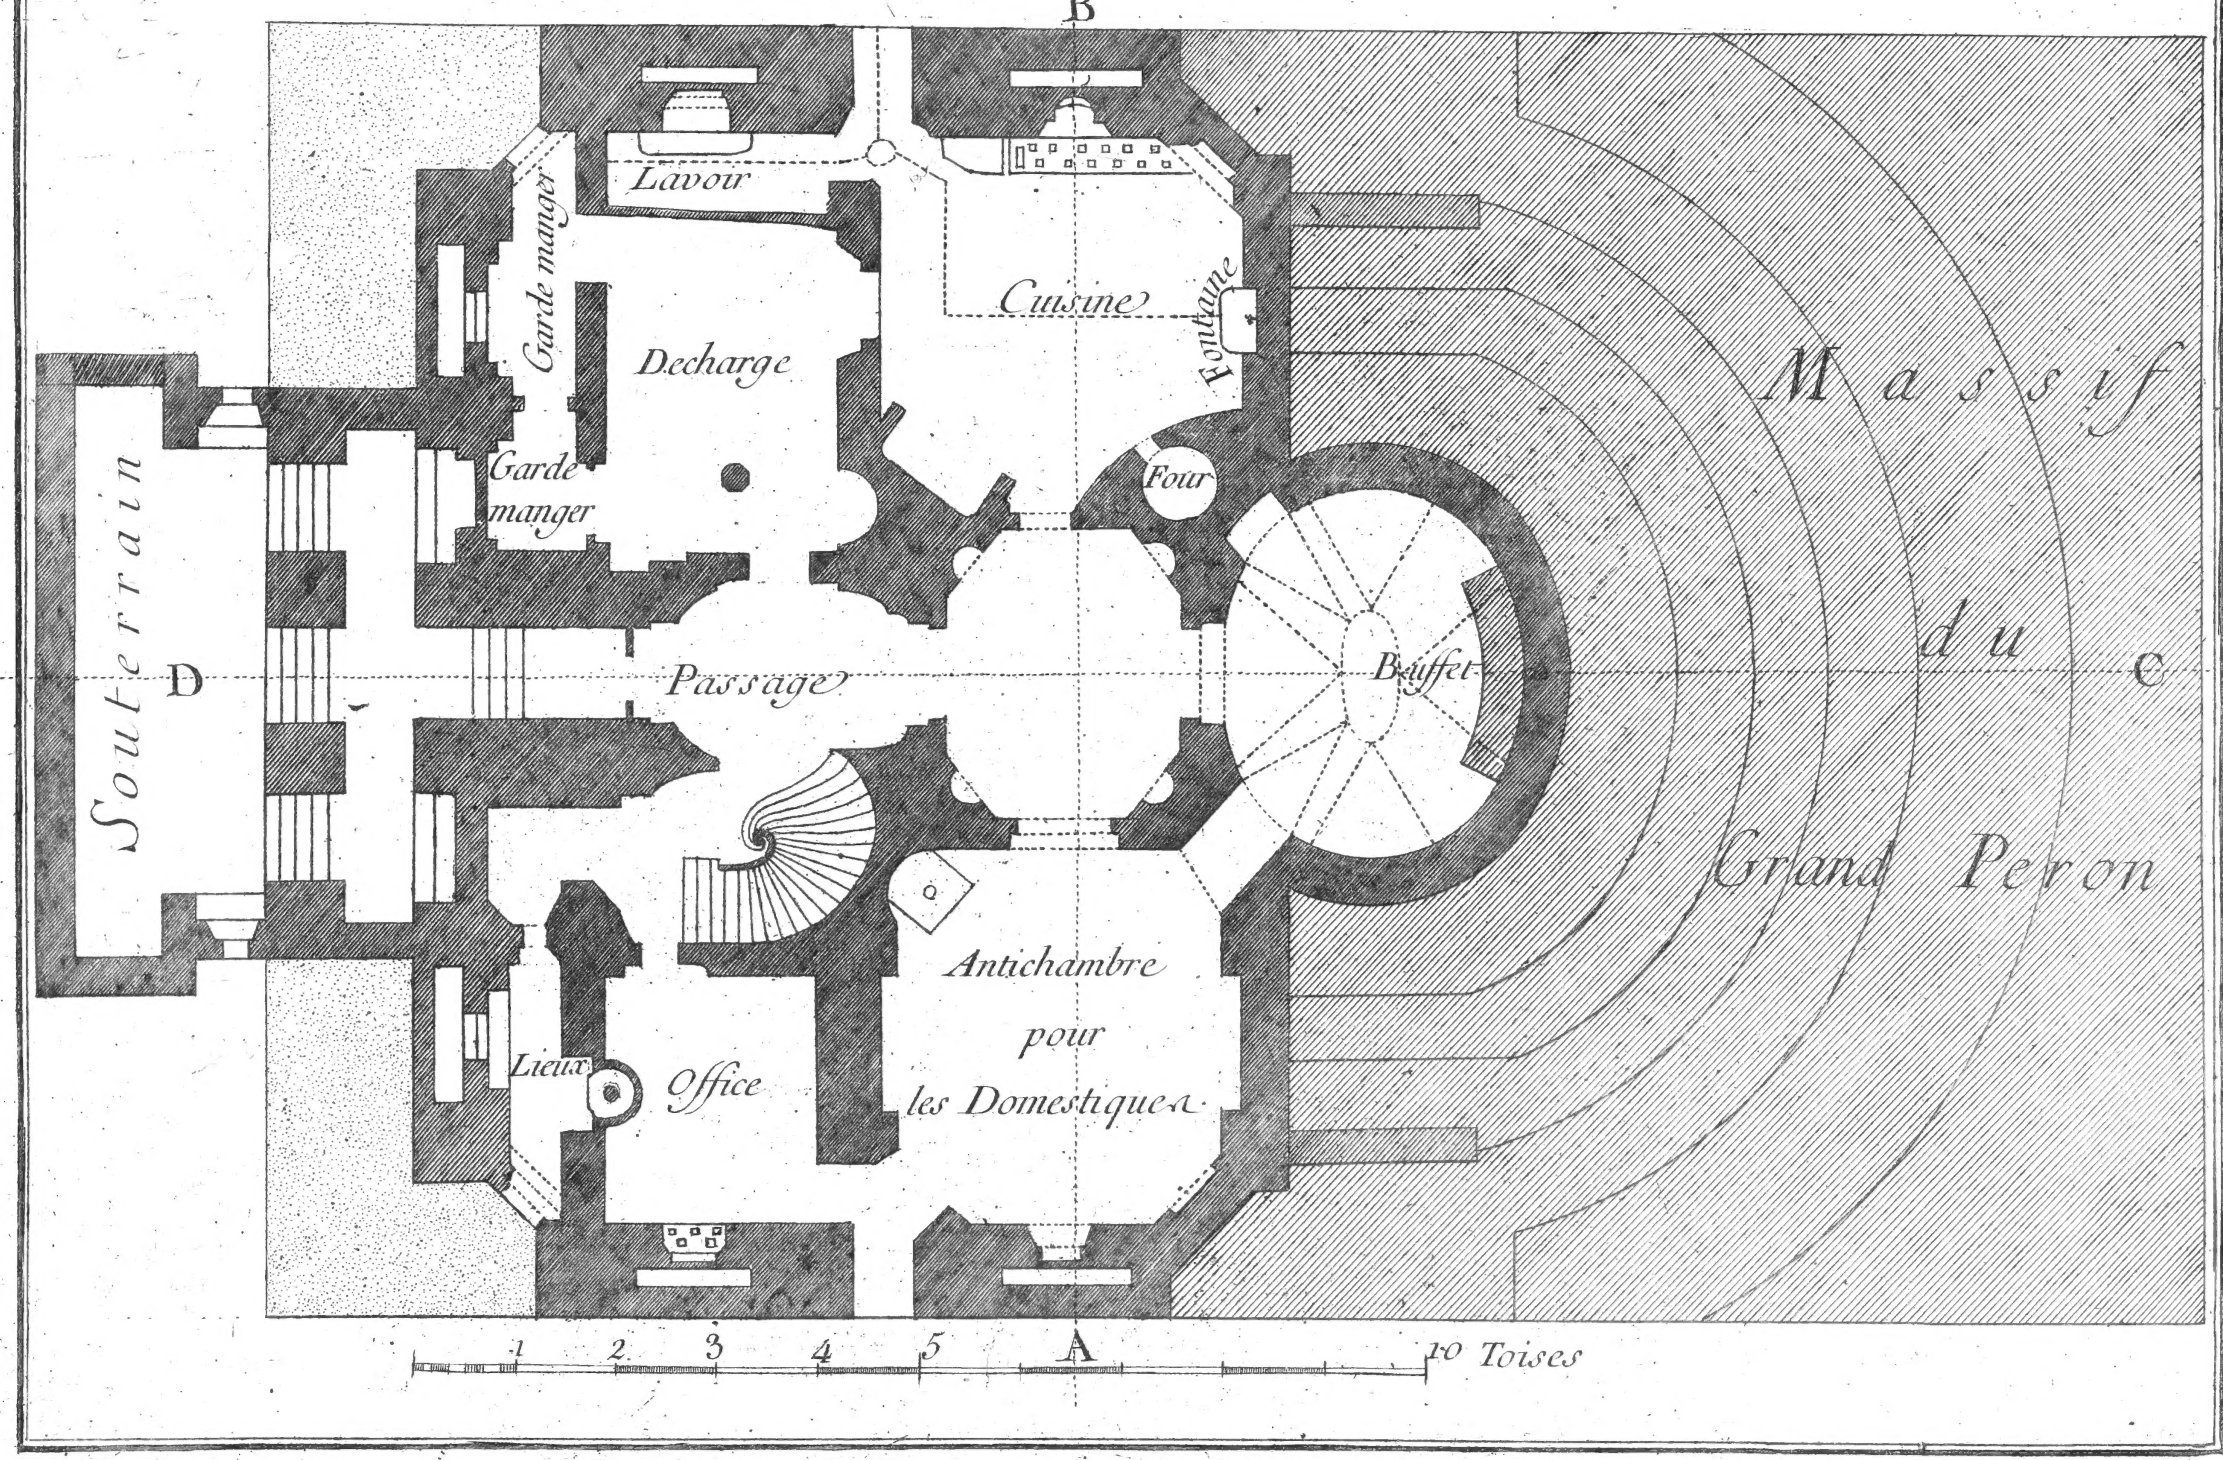 B
Lavoir
Garde manger
Cuisine
Fontaine
Decharge
Massif
Garde
manger
Four
Souterrain
D
Passage
Buffet
du
C
Grand Peron
Antichambre
pour
les Domestiques
Lieux
Office
1 2 3 4 5 A 10 Toises